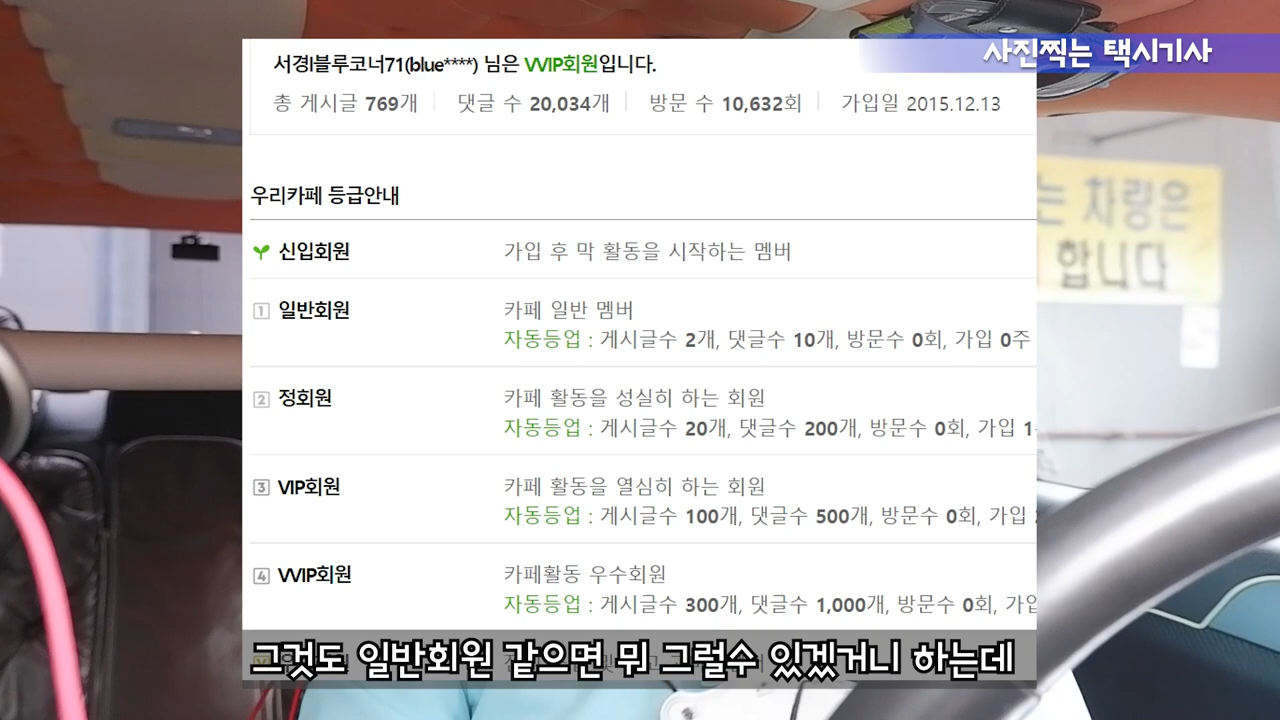 사진찍는 택시기사
서경|블루코너71(blue****) 님은 VVIP회원입니다.
총 게시글 769개 댓글 수 20,034개 방문 수 10,632회 가입일 2015.12.13
우리카페 등급안내
신입회원 가입 후 막 활동을 시작하는 멤버
1 일반회원 카페 일반 멤버
자동등업 : 게시글수 2개, 댓글수 10개, 방문수 0회, 가입 0주
2 정회원 카페 활동을 성실히 하는 회원
자동등업 : 게시글수 20개, 댓글수 200개, 방문수 0회, 가입 1
3 VIP회원 카페 활동을 열심히 하는 회원
자동등업 : 게시글수 100개, 댓글수 500개, 방문수 0회, 가입
4 VVIP회원 카페활동 우수회원
자동등업 : 게시글수 300개, 댓글수 1,000개, 방문수 0회, 가입
는 차량은
합니다
그것도 일반회원 같으면 뭐 그럴수 있겠거니 하는데